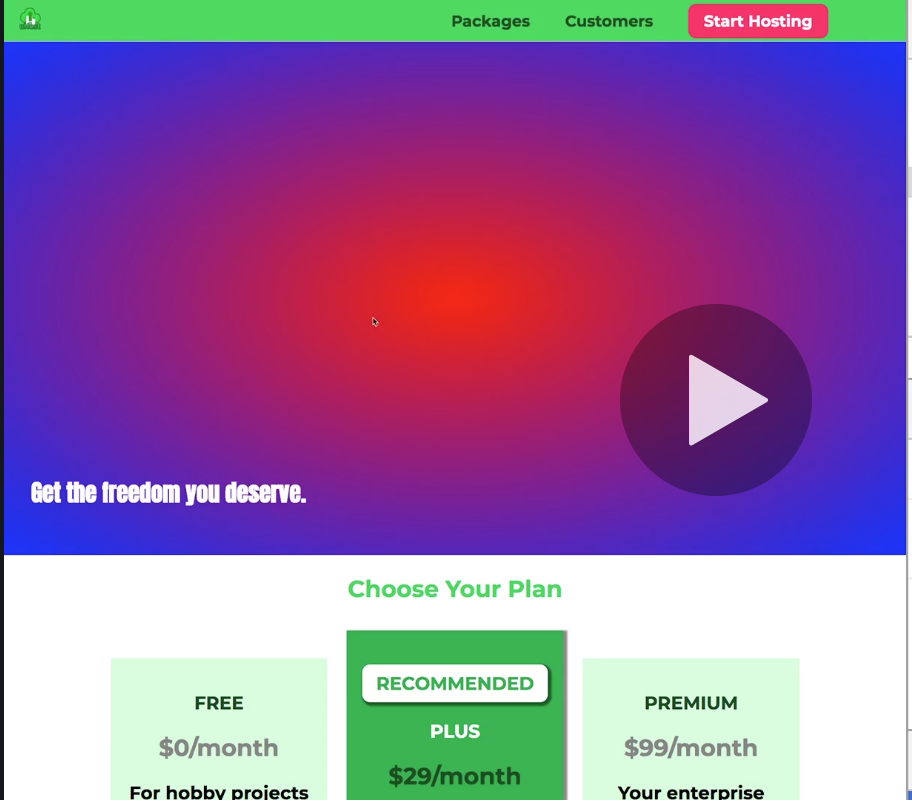 Packages Customers Start Hosting
Get the freedom you deserve.
Choose Your Plan
FREE
$0/month
For hobby projects
RECOMMENDED
PLUS
$29/month
PREMIUM
$99/month
Your enterprise